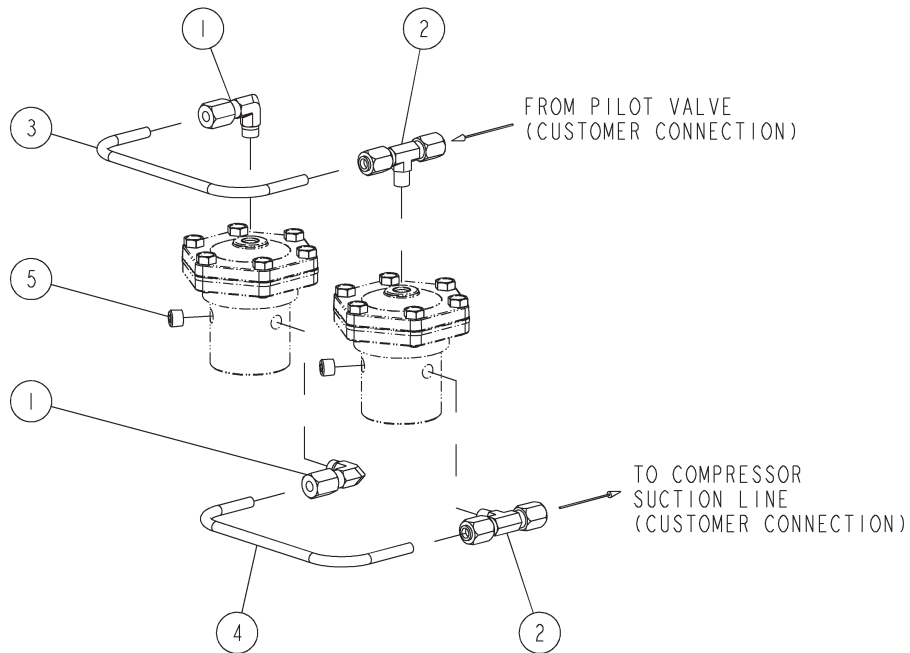 1
2
FROM PILOT VALVE
(CUSTOMER CONNECTION)
3
5
1
TO COMPRESSOR
SUCTION LINE
(CUSTOMER CONNECTION)
4
2